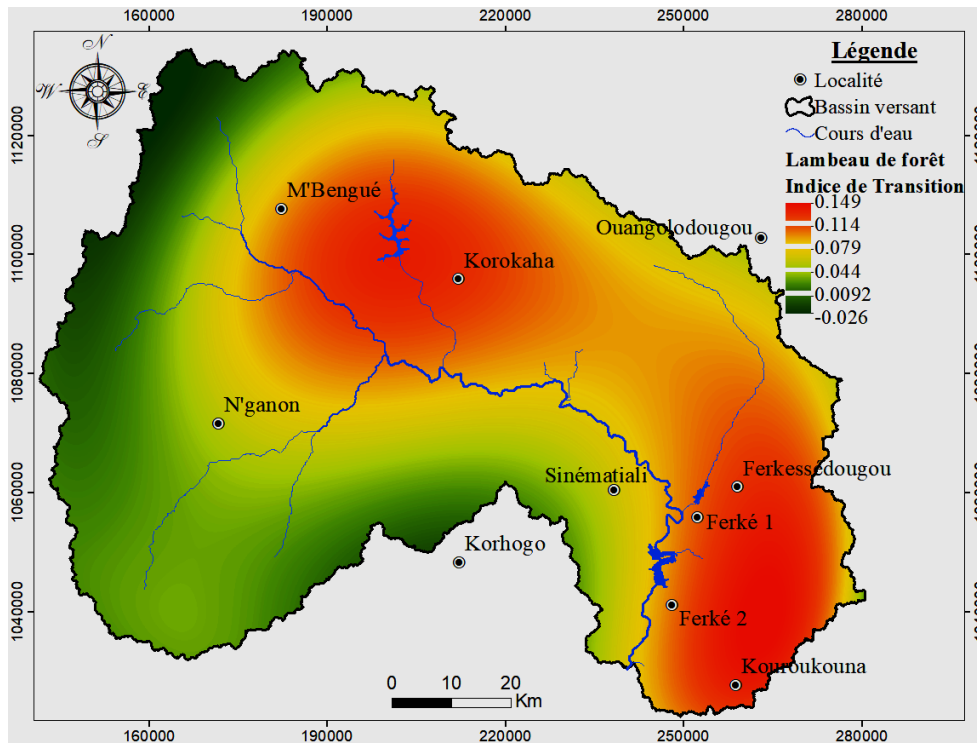 160000 190000 220000 250000 280000
N
W E
S
Légende
Localité
Bassin versant
Cours d'eau
Lambeau de forêt
Indice de Transition
0.149
0.114
0.079
0.044
0.0092
-0.026
M'Bengué
Ouangolodougou
Korokaha
N'ganon
Sinématiali
Ferkessédougou
Ferké 1
Korhogo
Ferké 2
Kouroukouna
0 10 20
Km
1120000
1100000
1080000
1060000
1040000
160000 190000 220000 250000 280000